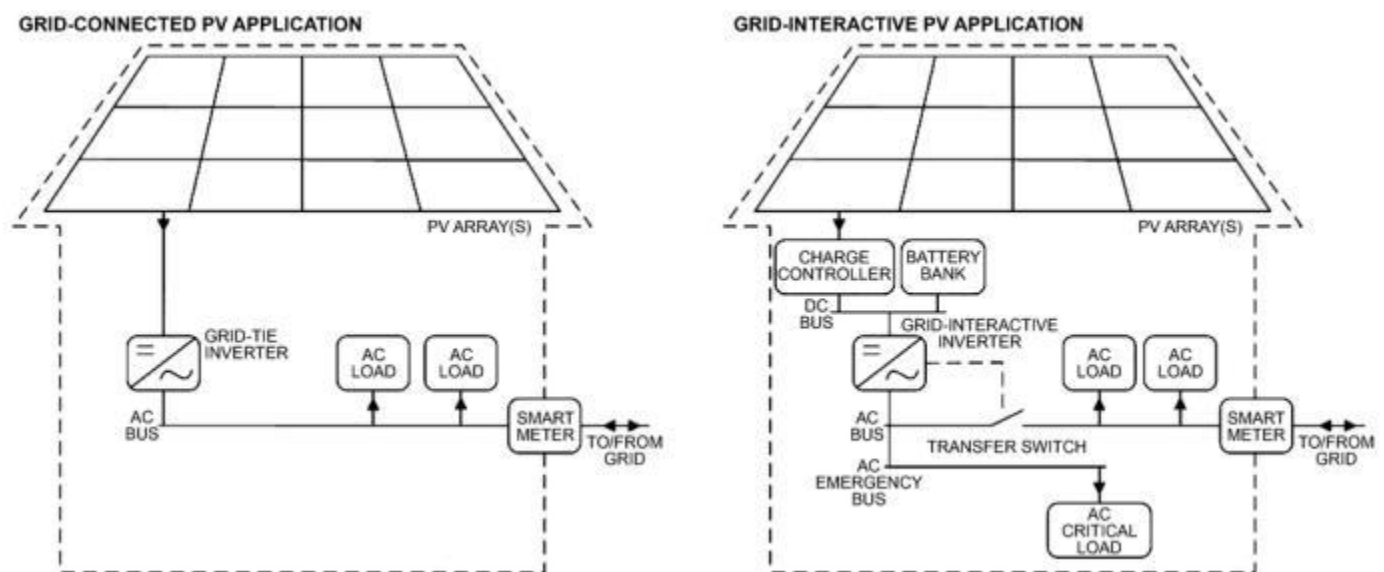 GRID-CONNECTED PV APPLICATION
PV ARRAY(S)
GRID-TIE
INVERTER
AC
LOAD
AC
LOAD
AC
BUS
SMART
METER
TO/FROM
GRID
GRID-INTERACTIVE PV APPLICATION
PV ARRAY(S)
CHARGE
CONTROLLER
BATTERY
BANK
DC
BUS
GRID-INTERACTIVE
INVERTER
AC
LOAD
AC
LOAD
AC
BUS
TRANSFER SWITCH
SMART
METER
TO/FROM
GRID
AC
EMERGENCY
BUS
AC
CRITICAL
LOAD